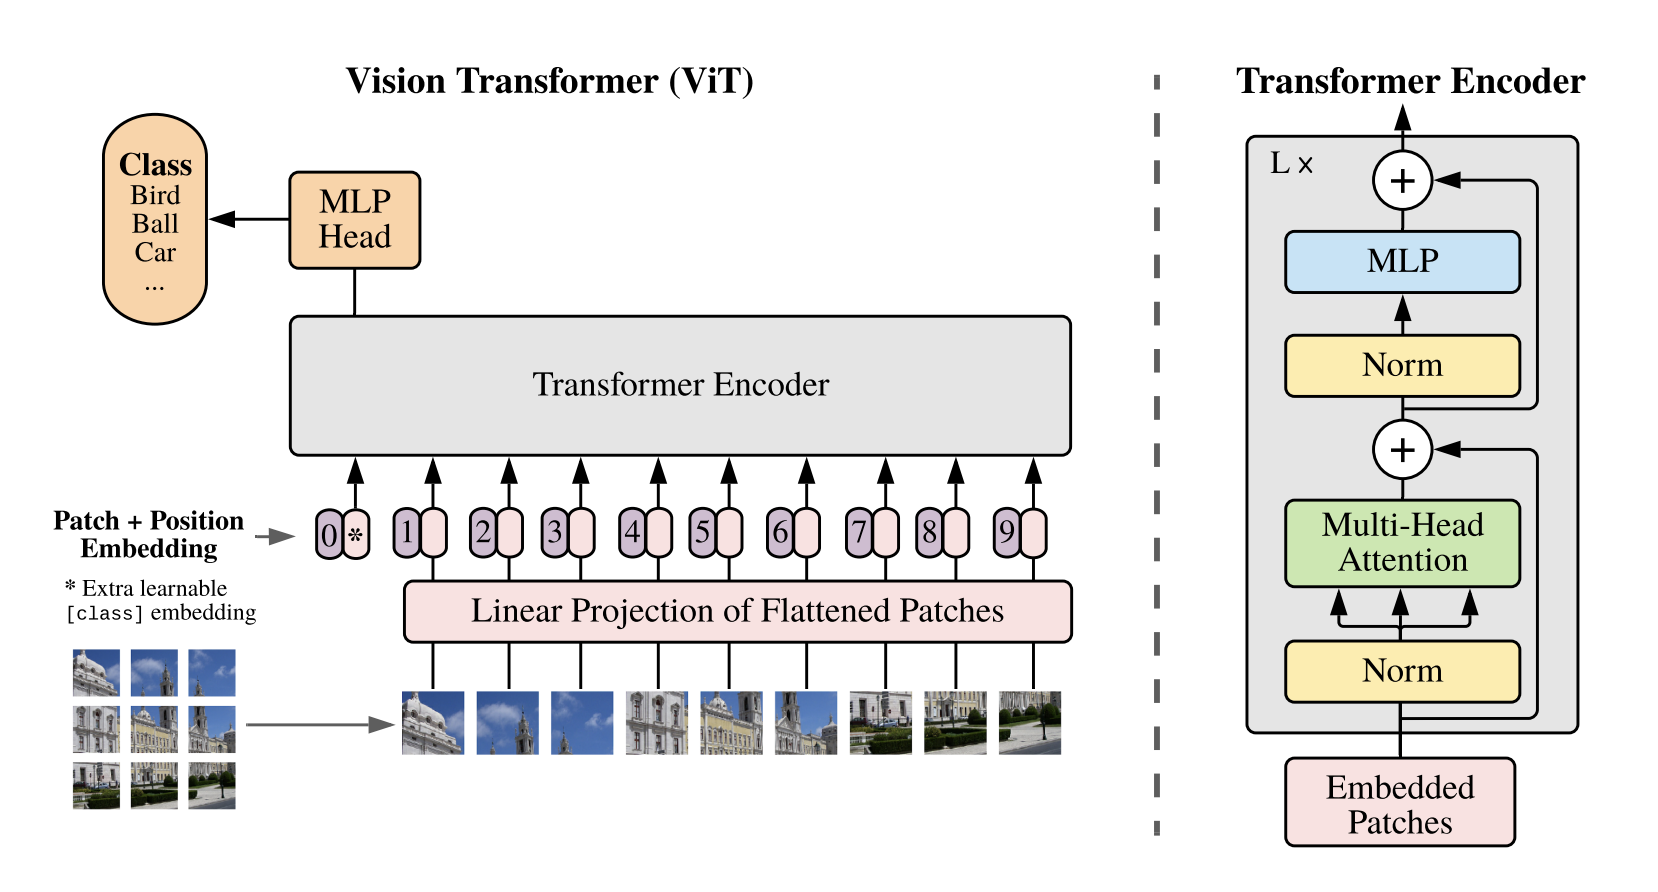 Vision Transformer (ViT)
Class
Bird
Ball
Car
...
MLP
Head
Transformer Encoder
Patch + Position
Embedding
0 * 1 2 3 4 5 6 7 8 9
* Extra learnable
[class] embedding
Linear Projection of Flattened Patches
Transformer Encoder
L ×
+
MLP
Norm
+
Multi-Head
Attention
Norm
Embedded
Patches